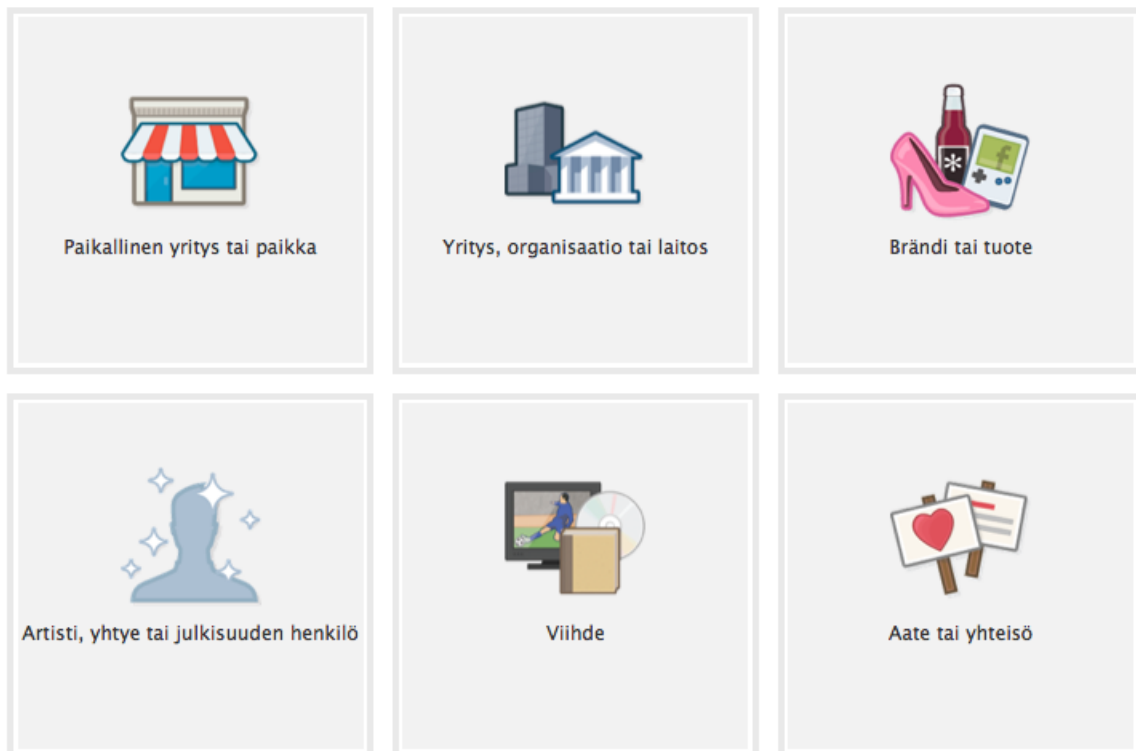 Paikallinen yritys tai paikka
Yritys, organisaatio tai laitos
Brändi tai tuote
Artisti, yhtye tai julkisuuden henkilö
Viihde
Aate tai yhteisö